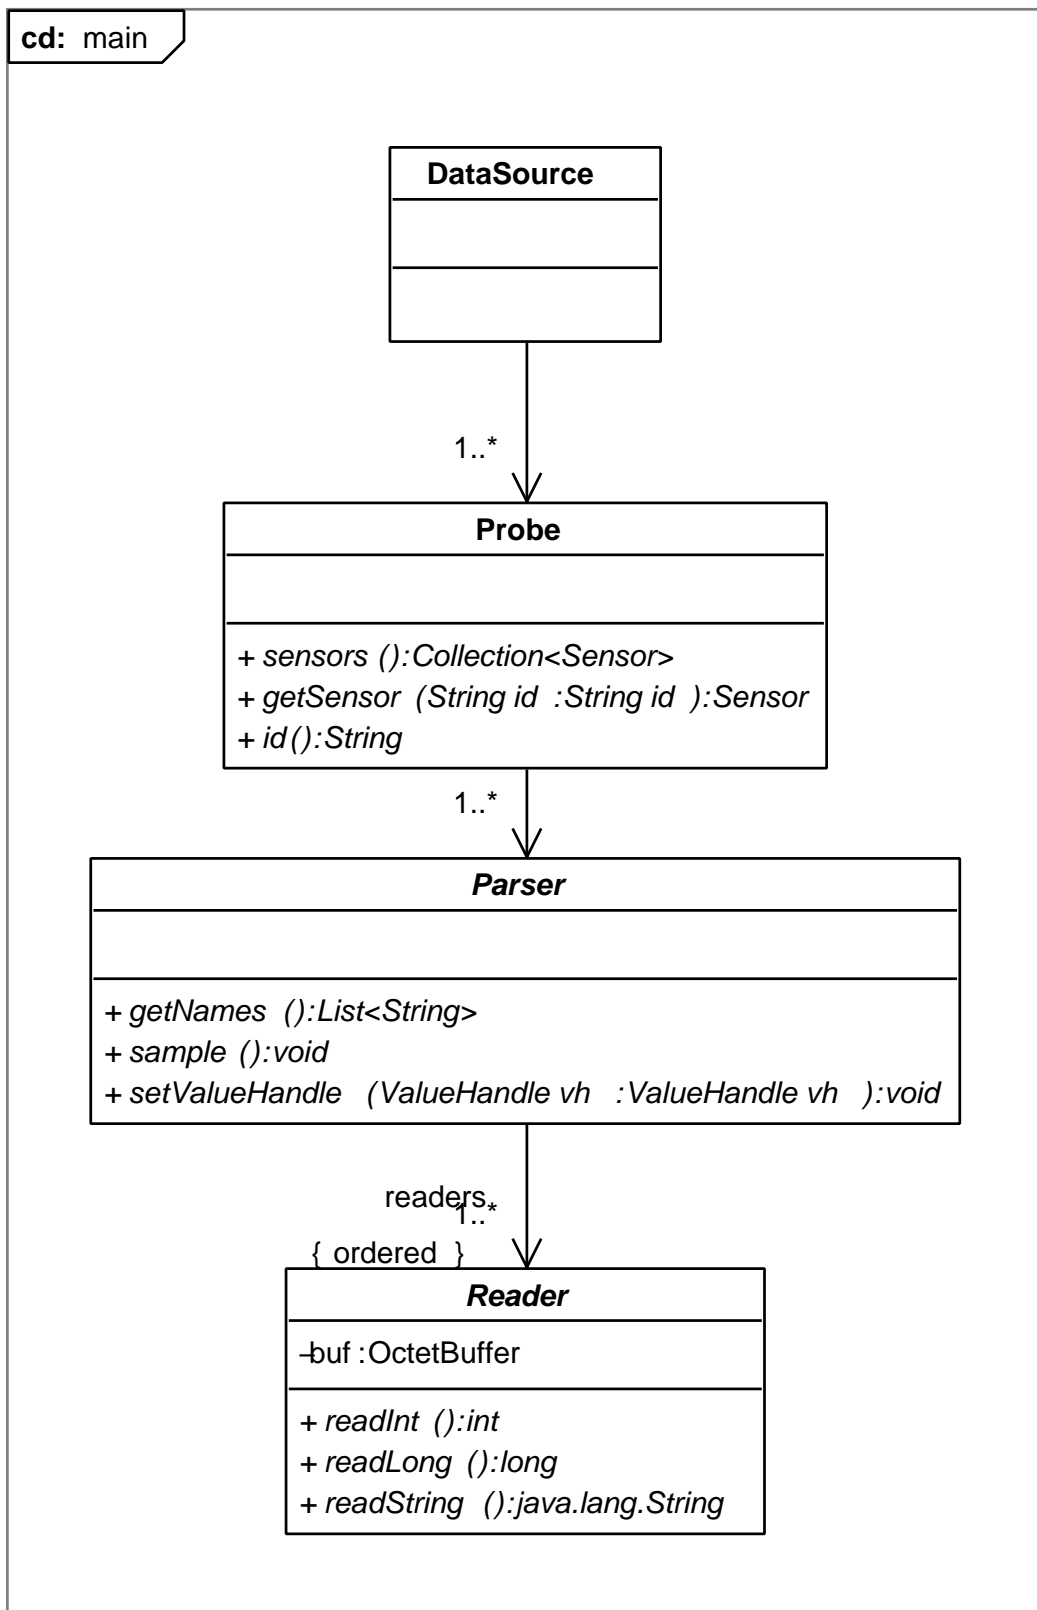 cd: main
DataSource
1..*
Probe
+ sensors ():Collection<Sensor>
+ getSensor (String id :String id ):Sensor
+ id():String
1..*
Parser
+ getNames ():List<String>
+ sample ():void
+ setValueHandle (ValueHandle vh :ValueHandle vh ):void
readers
1..*
{ ordered }
Reader
-buf :OctetBuffer
+ readInt ():int
+ readLong ():long
+ readString ():java.lang.String